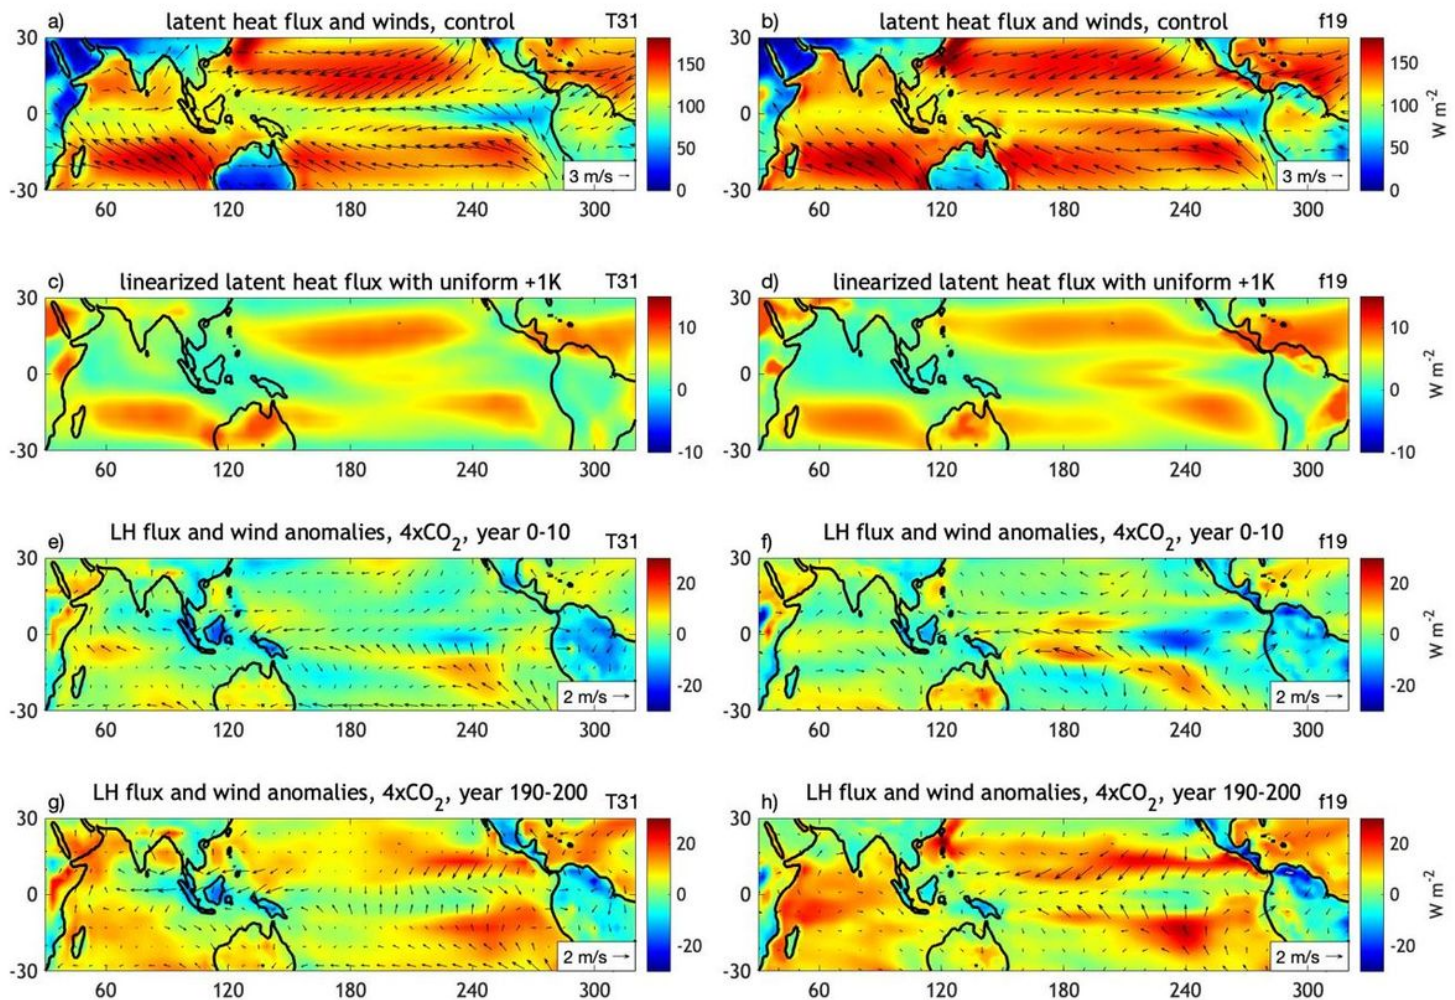 a) latent heat flux and winds, control T31
b) latent heat flux and winds, control f19
30
0
-30
60 120 180 240 300
3 m/s
150
100
50
0
30
0
-30
60 120 180 240 300
3 m/s
150
100
50
0
W m-2
c) linearized latent heat flux with uniform +1K T31
d) linearized latent heat flux with uniform +1K f19
30
0
-30
60 120 180 240 300
10
0
-10
30
0
-30
60 120 180 240 300
10
0
-10
W m-2
e) LH flux and wind anomalies, 4xCO2, year 0-10 T31
f) LH flux and wind anomalies, 4xCO2, year 0-10 f19
30
0
-30
60 120 180 240 300
2 m/s
20
0
-20
30
0
-30
60 120 180 240 300
2 m/s
20
0
-20
W m-2
g) LH flux and wind anomalies, 4xCO2, year 190-200 T31
h) LH flux and wind anomalies, 4xCO2, year 190-200 f19
30
0
-30
60 120 180 240 300
2 m/s
20
0
-20
30
0
-30
60 120 180 240 300
2 m/s
20
0
-20
W m-2